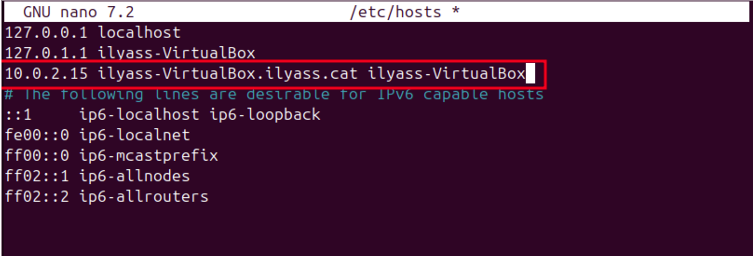 GNU nano 7.2 /etc/hosts *
127.0.0.1 localhost
127.0.1.1 ilyass-VirtualBox
10.0.2.15 ilyass-VirtualBox.ilyass.cat ilyass-VirtualBox
# The following lines are desirable for IPv6 capable hosts
::1     ip6-localhost ip6-loopback
fe00::0 ip6-localnet
ff00::0 ip6-mcastprefix
ff02::1 ip6-allnodes
ff02::2 ip6-allrouters